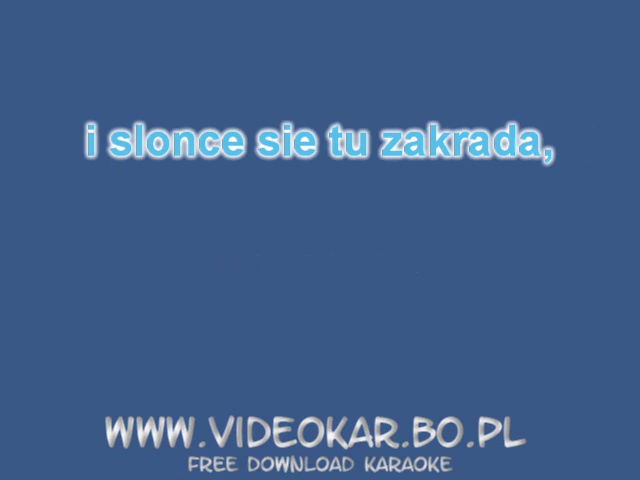 i slonce sie tu zakrada,
WWW.VIDEOKAR.BO.PL
FREE DOWNLOAD KARAOKE